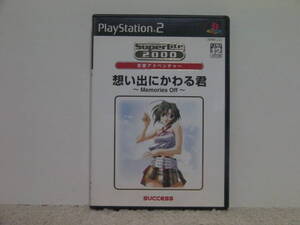 PlayStation 2
SuperLite
2000
恋愛アドベンチャー
想い出にかわる君
～ Memories Off ～
SUCCESS